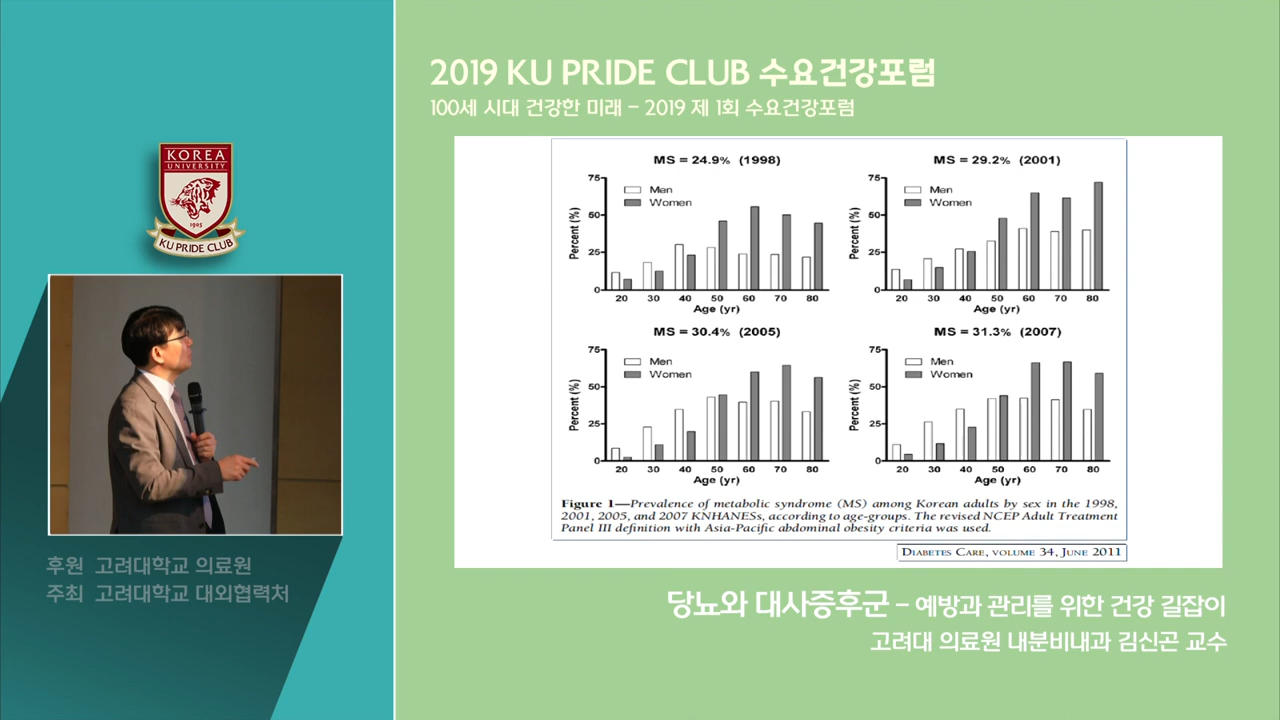 2019 KU PRIDE CLUB 수요건강포럼
100세 시대 건강한 미래 – 2019 제 1회 수요건강포럼
KOREA
UNIVERSITY
1905
KU PRIDE CLUB
MS = 24.9% (1998)
75
50
25
0
Percent (%)
Men
Women
20 30 40 50 60 70 80
Age (yr)
MS = 29.2% (2001)
75
50
25
0
Percent (%)
Men
Women
20 30 40 50 60 70 80
Age (yr)
MS = 30.4% (2005)
75
50
25
0
Percent (%)
Men
Women
20 30 40 50 60 70 80
Age (yr)
MS = 31.3% (2007)
75
50
25
0
Percent (%)
Men
Women
20 30 40 50 60 70 80
Age (yr)
Figure 1—Prevalence of metabolic syndrome (MS) among Korean adults by sex in the 1998,
2001, 2005, and 2007 KNHANESs, according to age-groups. The revised NCEP Adult Treatment
Panel III definition with Asia-Pacific abdominal obesity criteria was used.
DIABETES CARE, VOLUME 34, JUNE 2011
후원 고려대학교 의료원
주최 고려대학교 대외협력처
당뇨와 대사증후군 – 예방과 관리를 위한 건강 길잡이
고려대 의료원 내분비내과 김신곤 교수